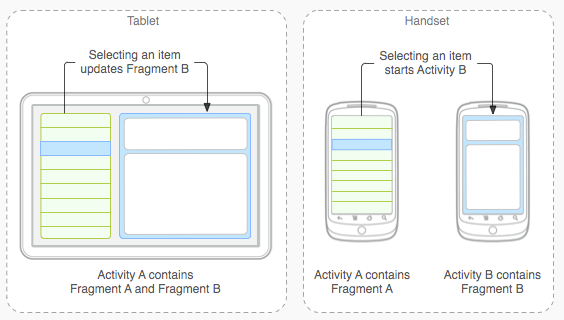 Tablet
Selecting an item
updates Fragment B
Activity A contains
Fragment A and Fragment B
Handset
Selecting an item
starts Activity B
Activity A contains
Fragment A
Activity B contains
Fragment B